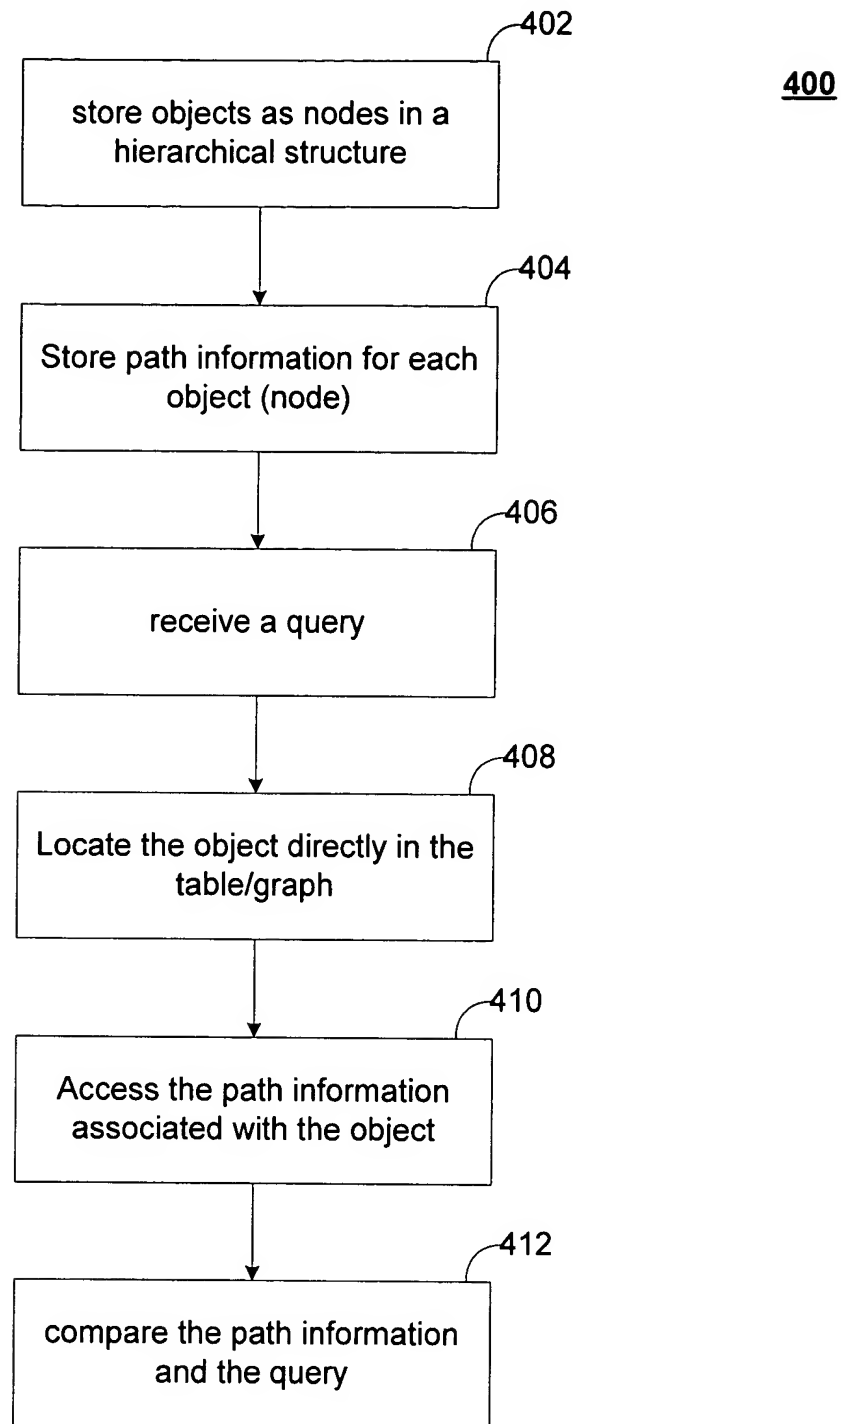 402
400
store objects as nodes in a
hierarchical structure
404
Store path information for each
object (node)
406
receive a query
408
Locate the object directly in the
table/graph
410
Access the path information
associated with the object
412
compare the path information
and the query